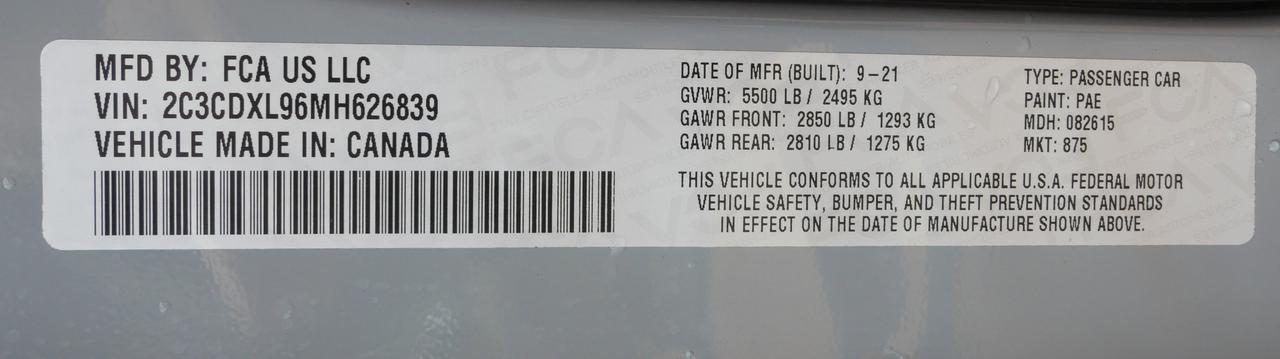 MFD BY: FCA US LLC
VIN: 2C3CDXL96MH626839
VEHICLE MADE IN: CANADA
DATE OF MFR (BUILT): 9-21
GVWR: 5500 LB / 2495 KG
GAWR FRONT: 2850 LB / 1293 KG
GAWR REAR: 2810 LB / 1275 KG
TYPE: PASSENGER CAR
PAINT: PAE
MDH: 082615
MKT: 875
THIS VEHICLE CONFORMS TO ALL APPLICABLE U.S.A. FEDERAL MOTOR
VEHICLE SAFETY, BUMPER, AND THEFT PREVENTION STANDARDS
IN EFFECT ON THE DATE OF MANUFACTURE SHOWN ABOVE.